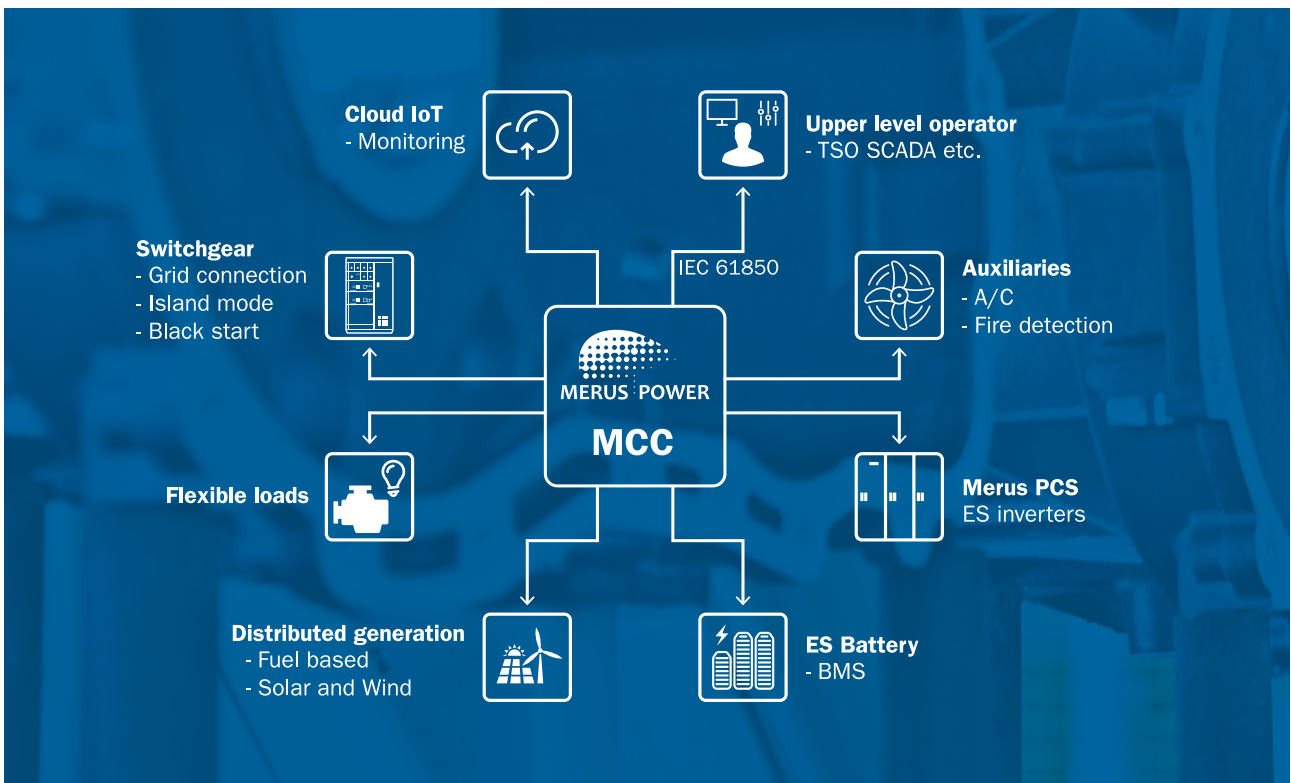 Cloud IoT
- Monitoring
Upper level operator
- TSO SCADA etc.
Switchgear
- Grid connection
- Island mode
- Black start
IEC 61850
Auxiliaries
- A/C
- Fire detection
MERUS POWER
MCC
Flexible loads
Merus PCS
ES inverters
Distributed generation
- Fuel based
- Solar and Wind
ES Battery
- BMS